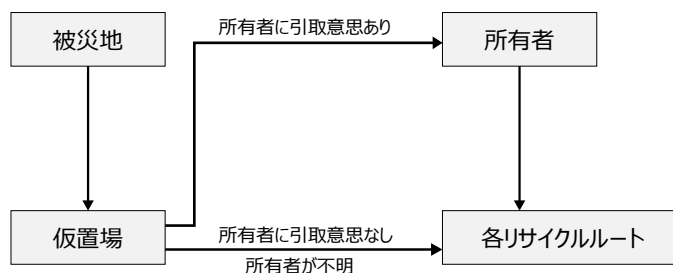 被災地
所有者に引取意思あり
所有者
仮置場
所有者に引取意思なし
所有者が不明
各リサイクルルート